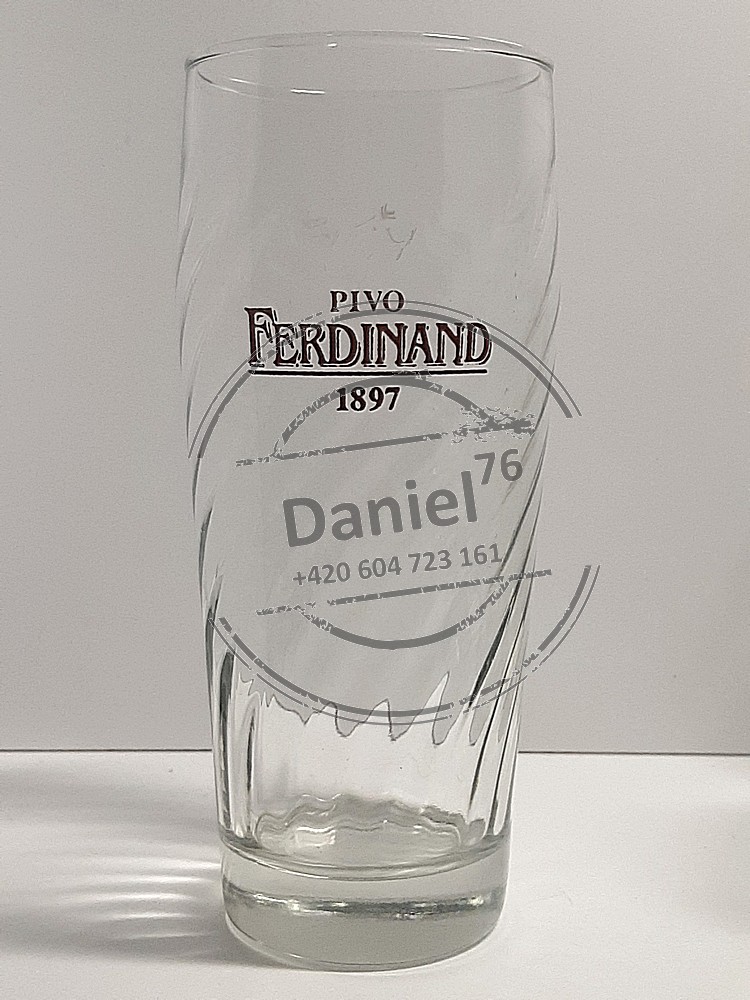 PIVO
FERDINAND
1897
Daniel76
+420 604 723 161